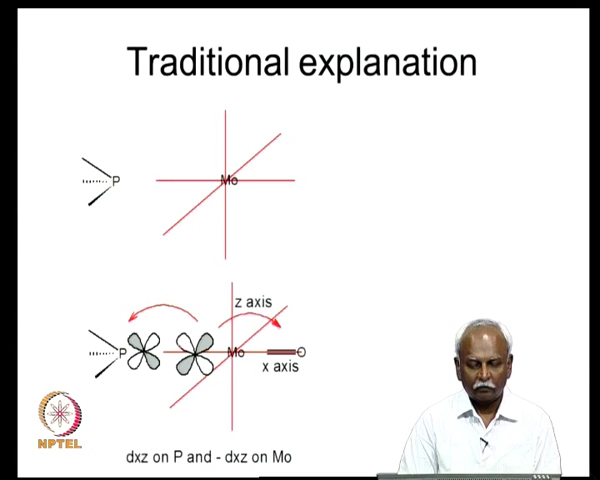 Traditional explanation
P
Mo
z axis
P
Mo
O
x axis
NPTEL
dxz on P and - dxz on Mo